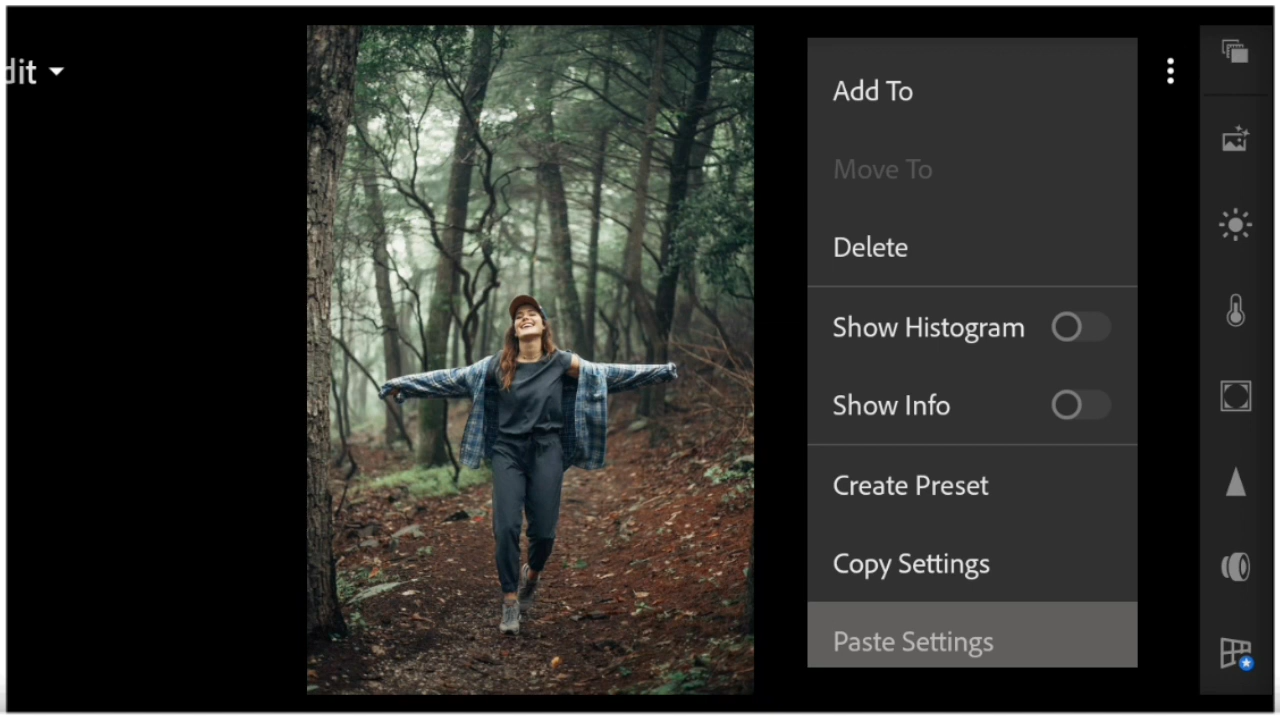 dit
Add To
Move To
Delete
Show Histogram
Show Info
Create Preset
Copy Settings
Paste Settings